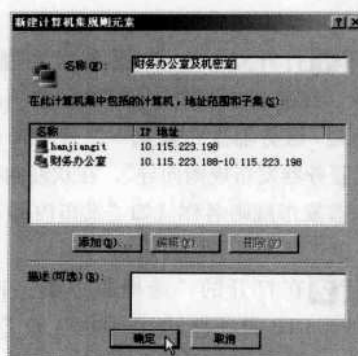 新建计算机集规则元素
名称(M): 财务办公室及机密室
在此计算机集中包括的计算机，地址范围和子集(C):
名称 IP 地址
hanjiangit 10.115.223.198
财务办公室 10.115.223.188-10.115.223.198
添加(D)... 编辑(E)... 删除(V)
描述(可选)(B):
确定 取消